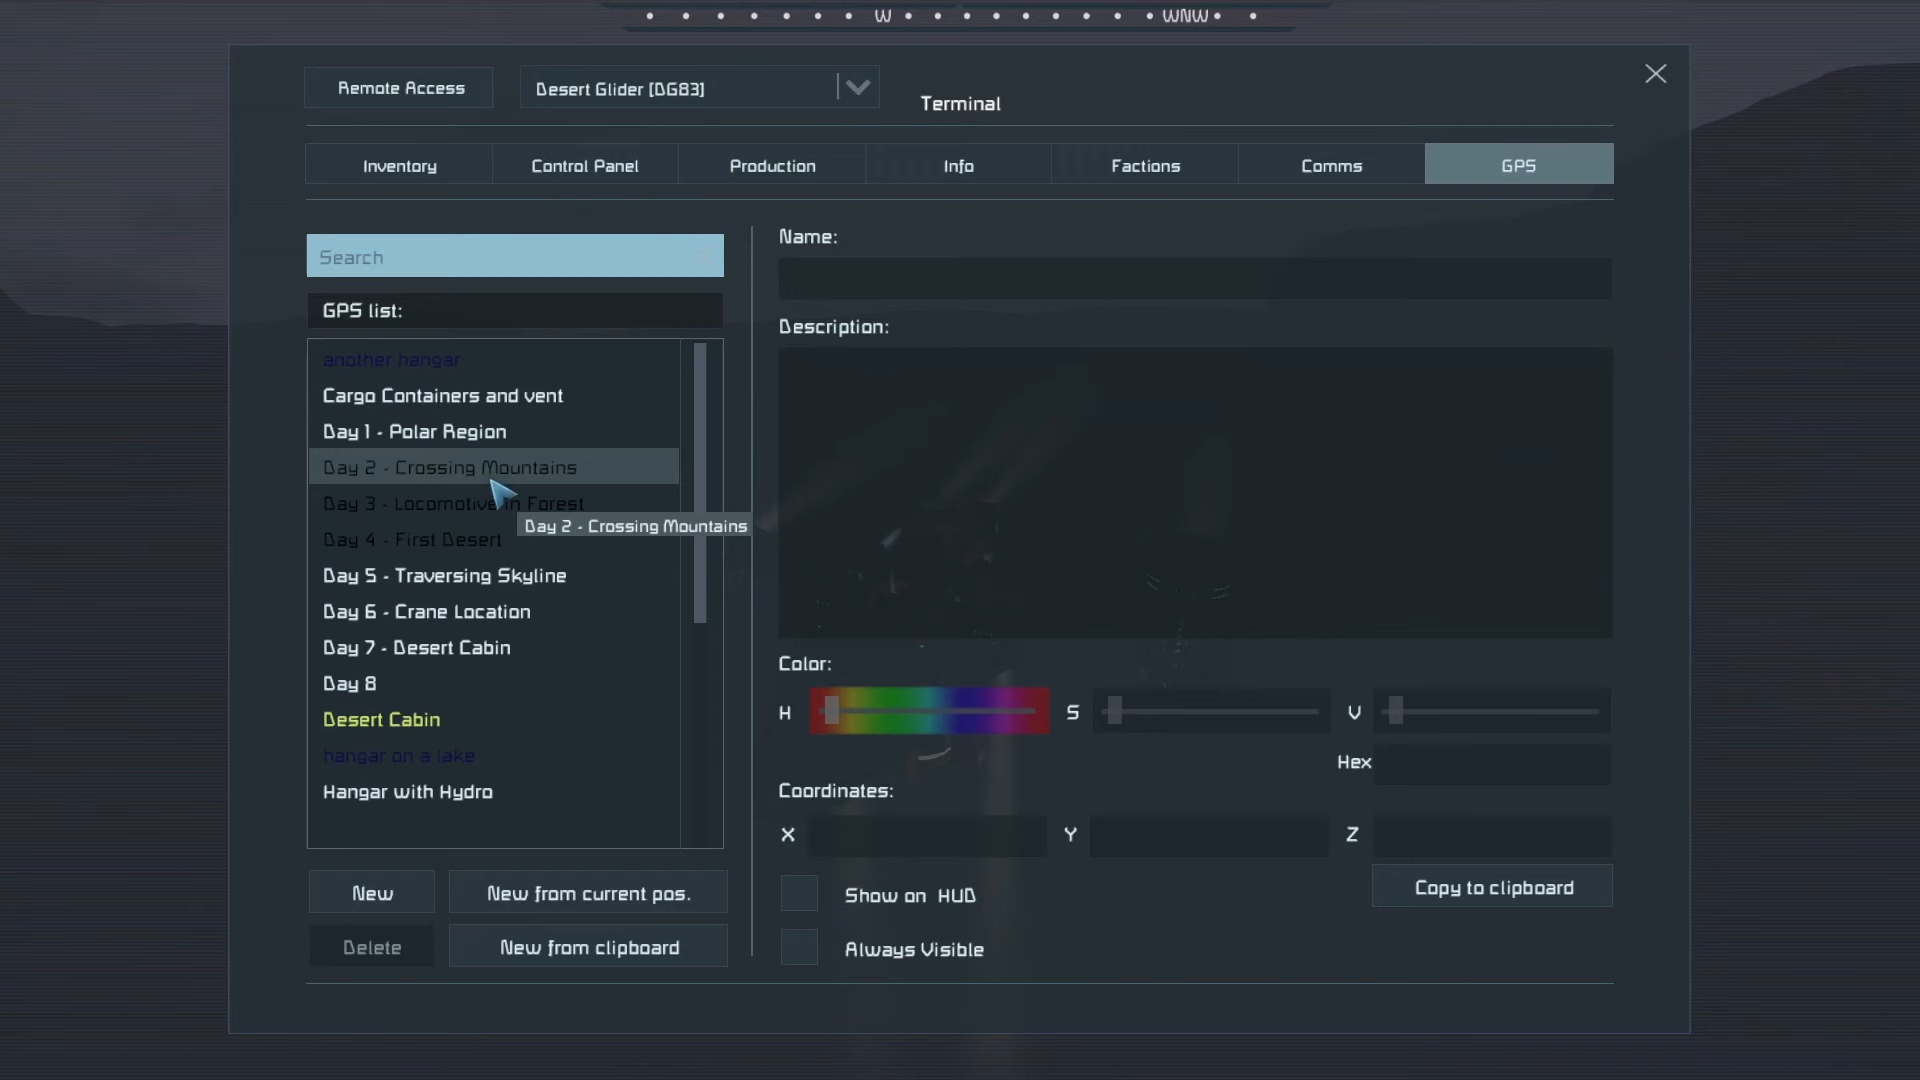 W WNW
Remote Access
Desert Glider [DG83]
Terminal
Inventory
Control Panel
Production
Info
Factions
Comms
GPS
Search
GPS list:
another hangar
Cargo Containers and vent
Day 1 - Polar Region
Day 2 - Crossing Mountains
Day 3 - Locomotive in Forest
Day 2 - Crossing Mountains
Day 4 - First Desert
Day 5 - Traversing Skyline
Day 6 - Crane Location
Day 7 - Desert Cabin
Day 8
Desert Cabin
hangar on a lake
Hangar with Hydro
New
New from current pos.
Delete
New from clipboard
Name:
Description:
Color:
H
S
V
Hex
Coordinates:
X
Y
Z
Show on HUD
Copy to clipboard
Always Visible